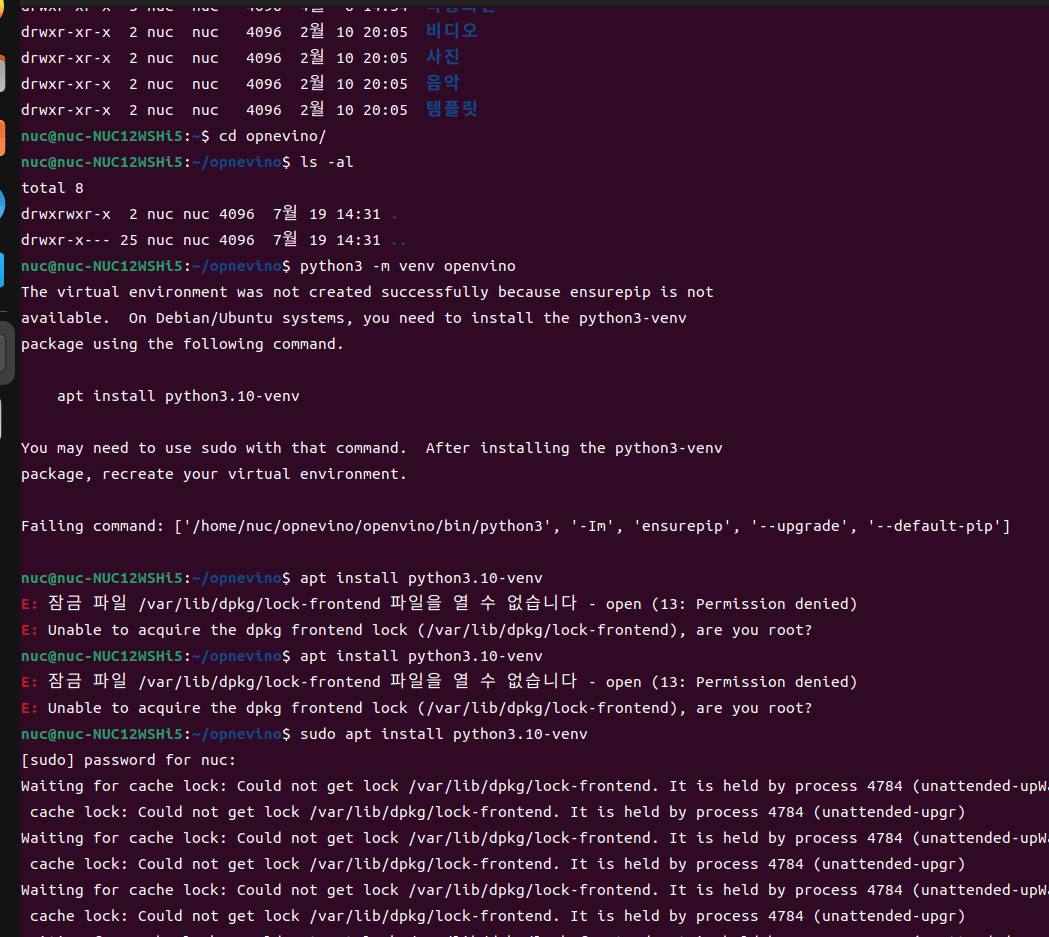 비디오
drwxr-xr-x  2 nuc  nuc   4096  2월 10 20:05  비디오
drwxr-xr-x  2 nuc  nuc   4096  2월 10 20:05  사진
drwxr-xr-x  2 nuc  nuc   4096  2월 10 20:05  음악
drwxr-xr-x  2 nuc  nuc   4096  2월 10 20:05  템플릿
nuc@nuc-NUC12WSHi5:~$ cd opnevino/
nuc@nuc-NUC12WSHi5:~/opnevino$ ls -al
total 8
drwxrwxr-x  2 nuc nuc 4096  7월 19 14:31 .
drwxr-x--- 25 nuc nuc 4096  7월 19 14:31 ..
nuc@nuc-NUC12WSHi5:~/opnevino$ python3 -m venv openvino
The virtual environment was not created successfully because ensurepip is not
available.  On Debian/Ubuntu systems, you need to install the python3-venv
package using the following command.
    apt install python3.10-venv
You may need to use sudo with that command.  After installing the python3-venv
package, recreate your virtual environment.
Failing command: ['/home/nuc/opnevino/openvino/bin/python3', '-Im', 'ensurepip', '--upgrade', '--default-pip']
nuc@nuc-NUC12WSHi5:~/opnevino$ apt install python3.10-venv
E: 잠금 파일 /var/lib/dpkg/lock-frontend 파일을 열 수 없습니다 - open (13: Permission denied)
E: Unable to acquire the dpkg frontend lock (/var/lib/dpkg/lock-frontend), are you root?
nuc@nuc-NUC12WSHi5:~/opnevino$ apt install python3.10-venv
E: 잠금 파일 /var/lib/dpkg/lock-frontend 파일을 열 수 없습니다 - open (13: Permission denied)
E: Unable to acquire the dpkg frontend lock (/var/lib/dpkg/lock-frontend), are you root?
nuc@nuc-NUC12WSHi5:~/opnevino$ sudo apt install python3.10-venv
[sudo] password for nuc:
Waiting for cache lock: Could not get lock /var/lib/dpkg/lock-frontend. It is held by process 4784 (unattended-upWa
 cache lock: Could not get lock /var/lib/dpkg/lock-frontend. It is held by process 4784 (unattended-upgr)
Waiting for cache lock: Could not get lock /var/lib/dpkg/lock-frontend. It is held by process 4784 (unattended-upWa
 cache lock: Could not get lock /var/lib/dpkg/lock-frontend. It is held by process 4784 (unattended-upgr)
Waiting for cache lock: Could not get lock /var/lib/dpkg/lock-frontend. It is held by process 4784 (unattended-upWa
 cache lock: Could not get lock /var/lib/dpkg/lock-frontend. It is held by process 4784 (unattended-upgr)